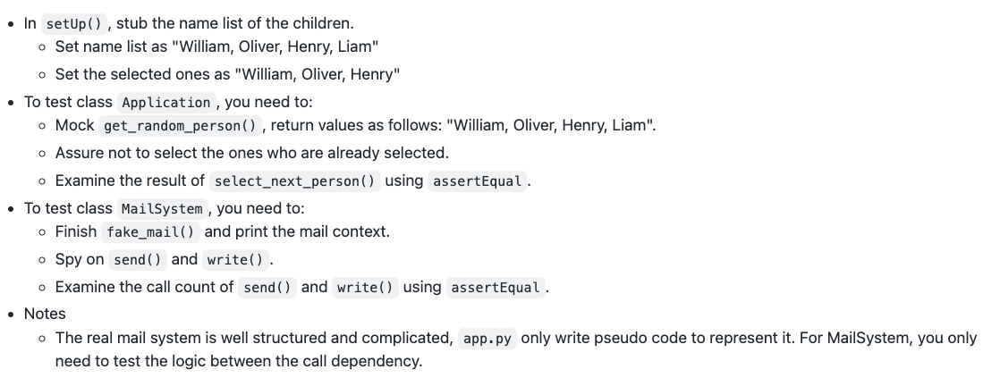 In setUp(), stub the name list of the children.
Set name list as "William, Oliver, Henry, Liam"
Set the selected ones as "William, Oliver, Henry"
To test class Application, you need to:
Mock get_random_person(), return values as follows: "William, Oliver, Henry, Liam".
Assure not to select the ones who are already selected.
Examine the result of select_next_person() using assertEqual.
To test class MailSystem, you need to:
Finish fake_mail() and print the mail context.
Spy on send() and write().
Examine the call count of send() and write() using assertEqual.
Notes
The real mail system is well structured and complicated, app.py only write pseudo code to represent it. For MailSystem, you only
need to test the logic between the call dependency.